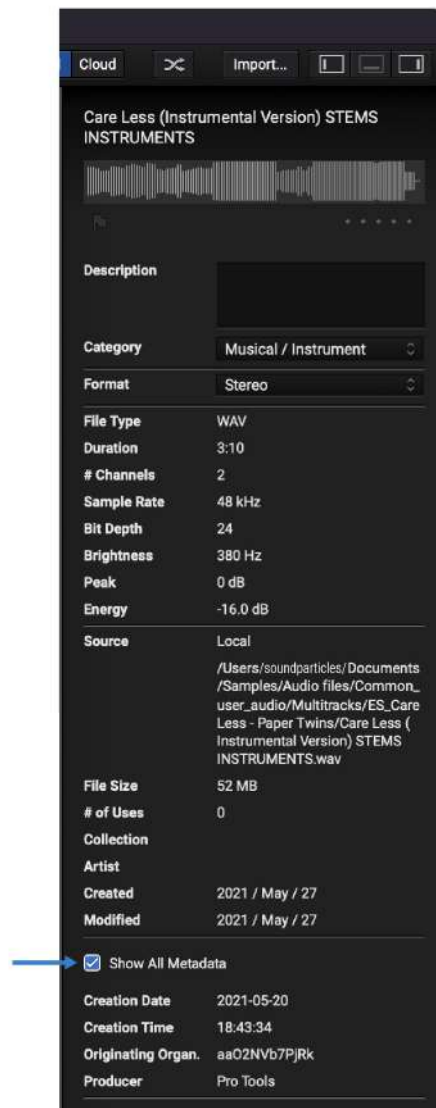 Cloud Import...
Care Less (Instrumental Version) STEMS
INSTRUMENTS
Description
Category Musical / Instrument
Format Stereo
File Type WAV
Duration 3:10
# Channels 2
Sample Rate 48 kHz
Bit Depth 24
Brightness 380 Hz
Peak 0 dB
Energy -16.0 dB
Source Local
/Users/soundparticles/Documents
/Samples/Audio files/Common_
user_audio/Multitracks/ES_Care
Less - Paper Twins/Care Less (
Instrumental Version) STEMS
INSTRUMENTS.wav
File Size 52 MB
# of Uses 0
Collection
Artist
Created 2021 / May / 27
Modified 2021 / May / 27
Show All Metadata
Creation Date 2021-05-20
Creation Time 18:43:34
Originating Organ. aaO2NVb7PjRk
Producer Pro Tools